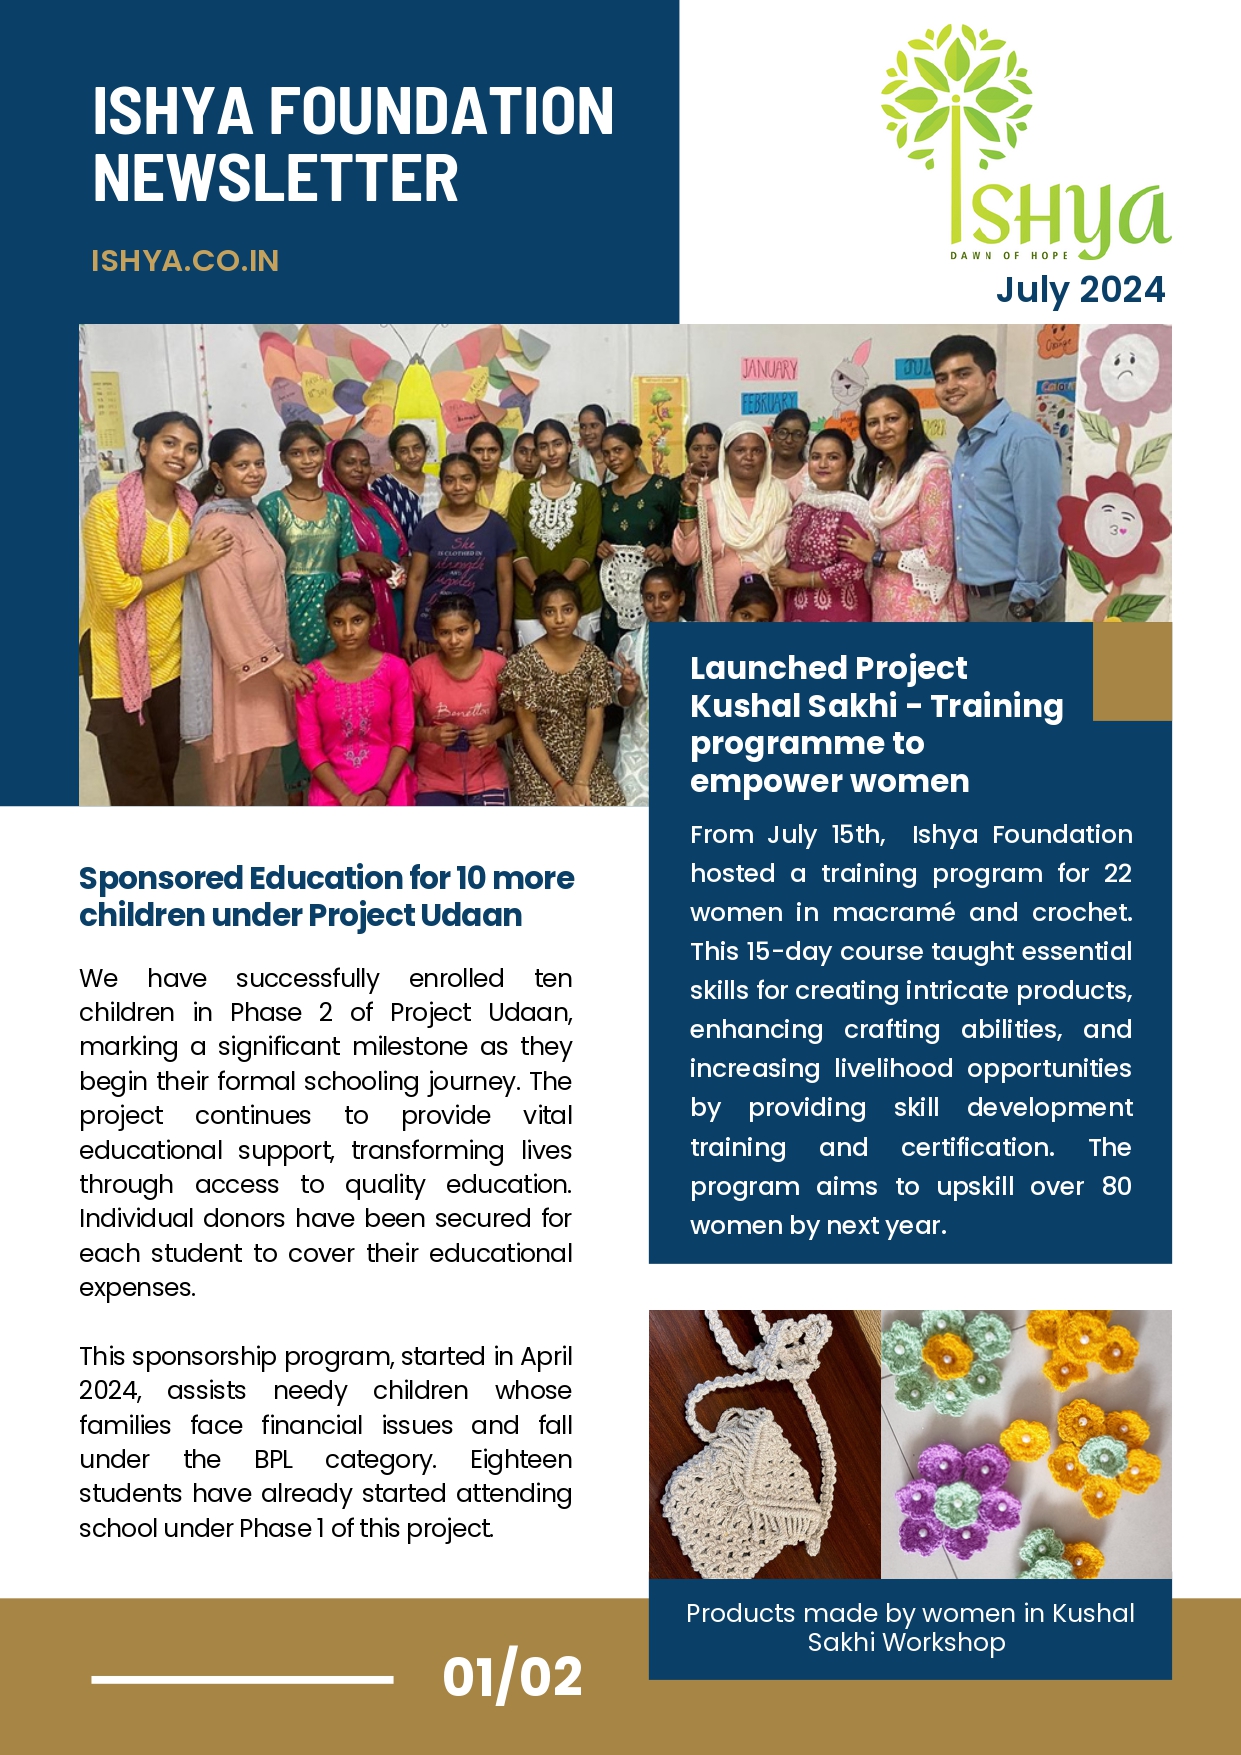 ISHYA FOUNDATION
NEWSLETTER
ISHYA.CO.IN
ISHYA
DAWN OF HOPE
July 2024
JANUARY
FEBRUARY
Orange
She
IS CLOTHED IN
strength
Benetton
Launched Project
Kushal Sakhi - Training
programme to
empower women
From July 15th, Ishya Foundation
hosted a training program for 22
women in macramé and crochet.
This 15-day course taught essential
skills for creating intricate products,
enhancing crafting abilities, and
increasing livelihood opportunities
by providing skill development
training and certification. The
program aims to upskill over 80
women by next year.
Sponsored Education for 10 more
children under Project Udaan
We have successfully enrolled ten
children in Phase 2 of Project Udaan,
marking a significant milestone as they
begin their formal schooling journey. The
project continues to provide vital
educational support, transforming lives
through access to quality education.
Individual donors have been secured for
each student to cover their educational
expenses.
This sponsorship program, started in April
2024, assists needy children whose
families face financial issues and fall
under the BPL category. Eighteen
students have already started attending
school under Phase 1 of this project.
Products made by women in Kushal
Sakhi Workshop
01/02